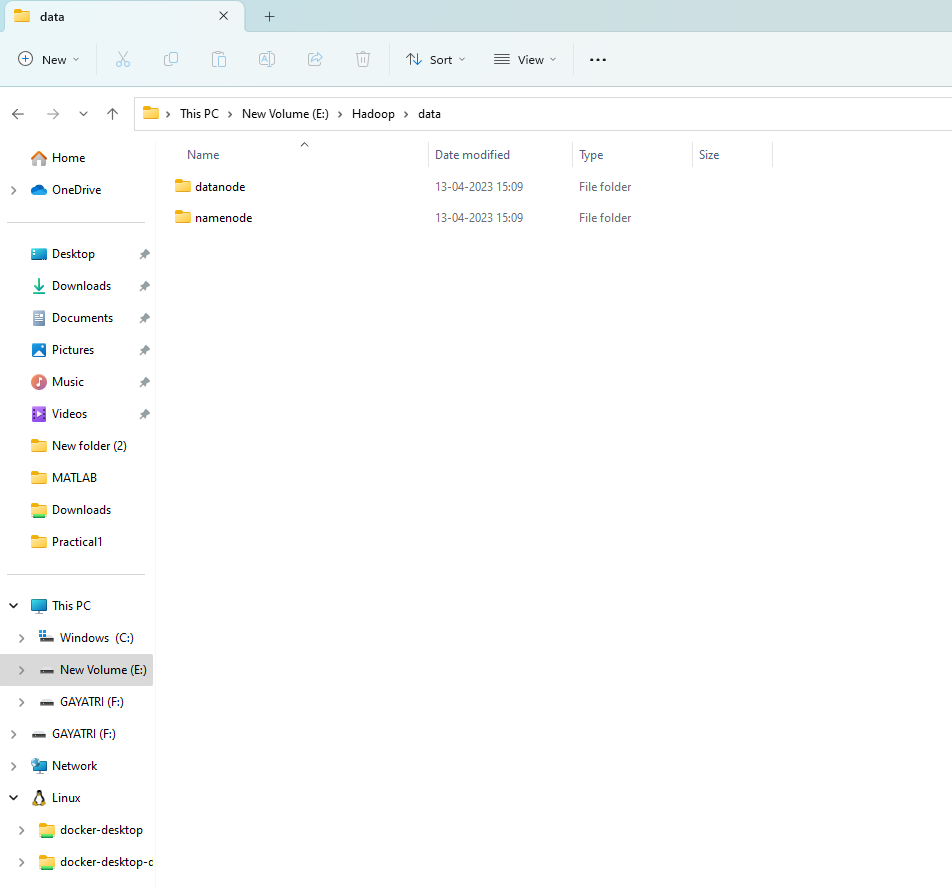 data
New Sort View
This PC New Volume (E:) Hadoop data
Name Date modified Type Size
datanode 13-04-2023 15:09 File folder
namenode 13-04-2023 15:09 File folder
Home
OneDrive
Desktop
Downloads
Documents
Pictures
Music
Videos
New folder (2)
MATLAB
Downloads
Practical1
This PC
Windows (C:)
New Volume (E:)
GAYATRI (F:)
GAYATRI (F:)
Network
Linux
docker-desktop
docker-desktop-d